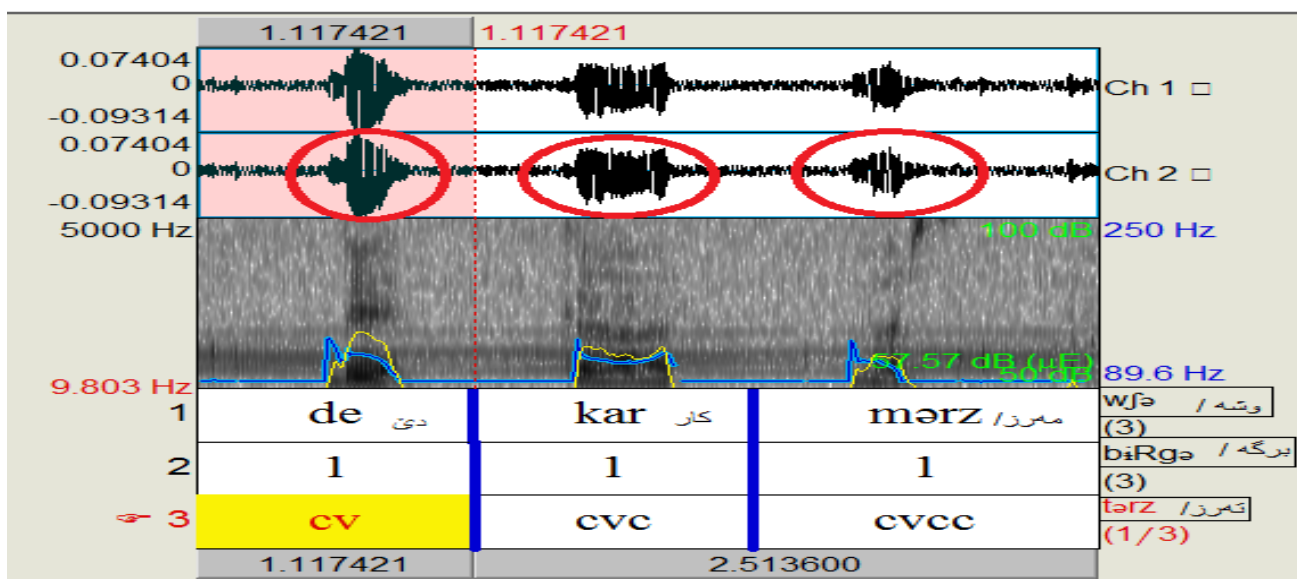 1.117421 1.117421
0.07404
0
-0.09314
Ch 1
0.07404
0
-0.09314
Ch 2
5000 Hz 100 dB 250 Hz
57.57 dB (µE)
50 dB
9.803 Hz 89.6 Hz
1 de دێ kar کار mərz /مەرز wʃə / وشە
(3)
2 1 1 1 bɨRgə / برگە
(3)
☞ 3 cv cvc cvcc tərz /تەرز
(1/3)
1.117421 2.513600